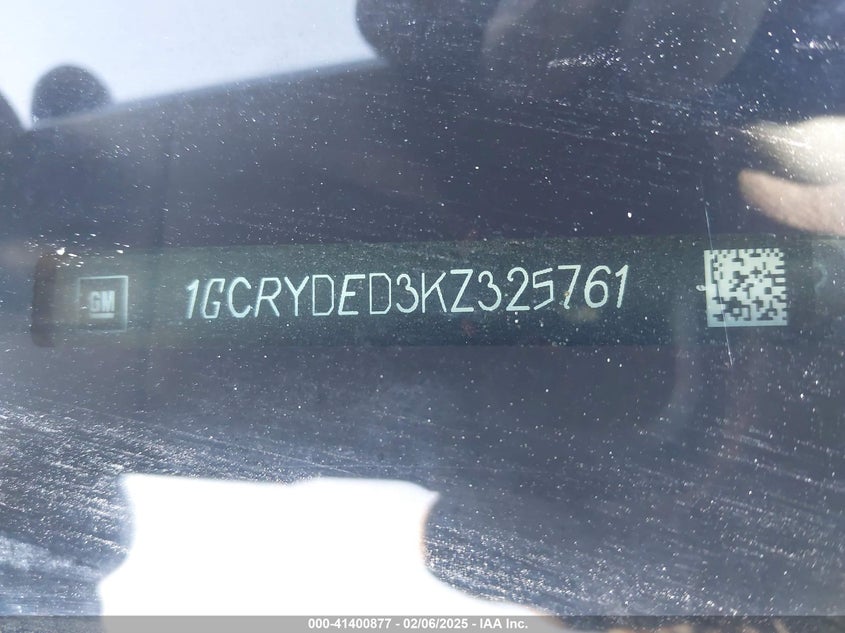 GM
1GCRYDED3KZ325761
000-41400877 - 02/06/2025 - IAA Inc.